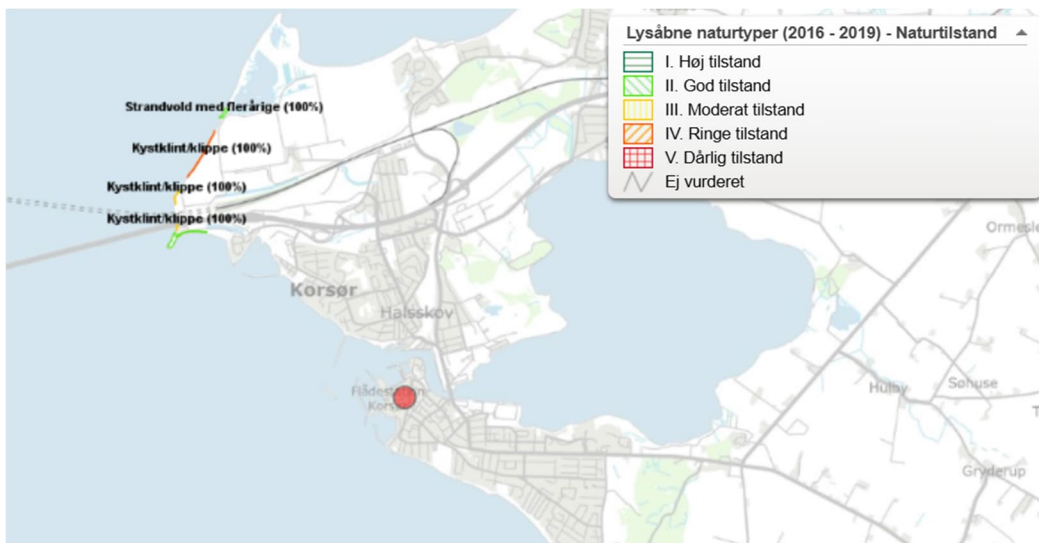 Lysåbne naturtyper (2016 - 2019) - Naturtilstand
I. Høj tilstand
II. God tilstand
III. Moderat tilstand
IV. Ringe tilstand
V. Dårlig tilstand
Ej vurderet
Strandvold med flerårige (100%)
Kystklint/klippe (100%)
Kystklint/klippe (100%)
Kystklint/klippe (100%)
Ormesle
Korsør
Halsskov
Hulby
Søhuse
Gryderup